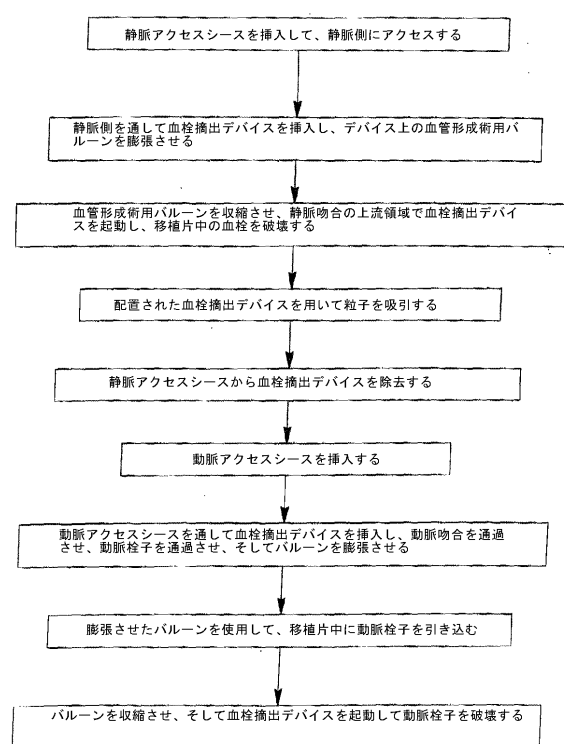 静脈アクセスシースを挿入して、静脈側にアクセスする
静脈側を通して血栓摘出デバイスを挿入し、デバイス上の血管形成術用バ
ルーンを膨張させる
血管形成術用バルーンを収縮させ、静脈吻合の上流領域で血栓摘出デバイ
スを起動し、移植片中の血栓を破壊する
配置された血栓摘出デバイスを用いて粒子を吸引する
静脈アクセスシースから血栓摘出デバイスを除去する
動脈アクセスシースを挿入する
動脈アクセスシースを通して血栓摘出デバイスを挿入し、動脈吻合を通過
させ、動脈栓子を通過させ、そしてバルーンを膨張させる
膨張させたバルーンを使用して、移植片中に動脈栓子を引き込む
バルーンを収縮させ、そして血栓摘出デバイスを起動して動脈栓子を破壊する